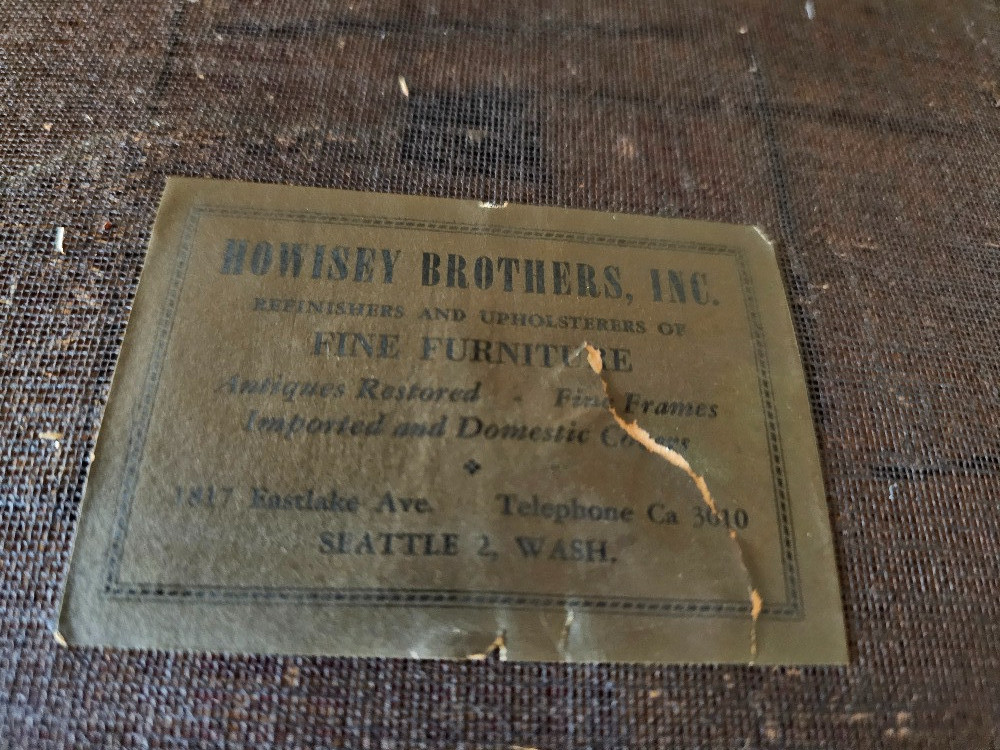 HOWISEY BROTHERS, INC.
REFINISHERS AND UPHOLSTERERS OF
FINE FURNITURE
Antiques Restored - Fine Frames
Imported and Domestic Covers
1817 Eastlake Ave. Telephone Ca 3610
SEATTLE 2, WASH.